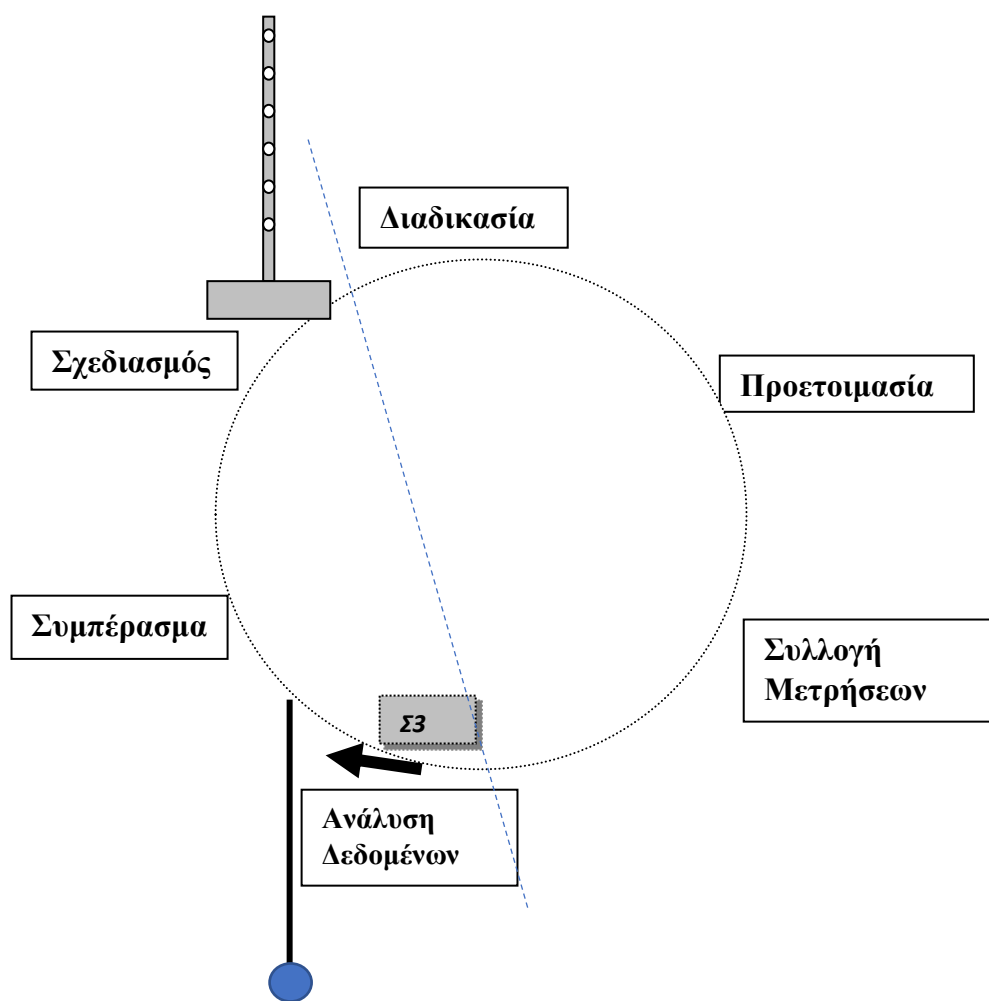 Διαδικασία
Σχεδιασμός
Προετοιμασία
Συμπέρασμα
Συλλογή
Μετρήσεων
Σ3
Ανάλυση
Δεδομένων